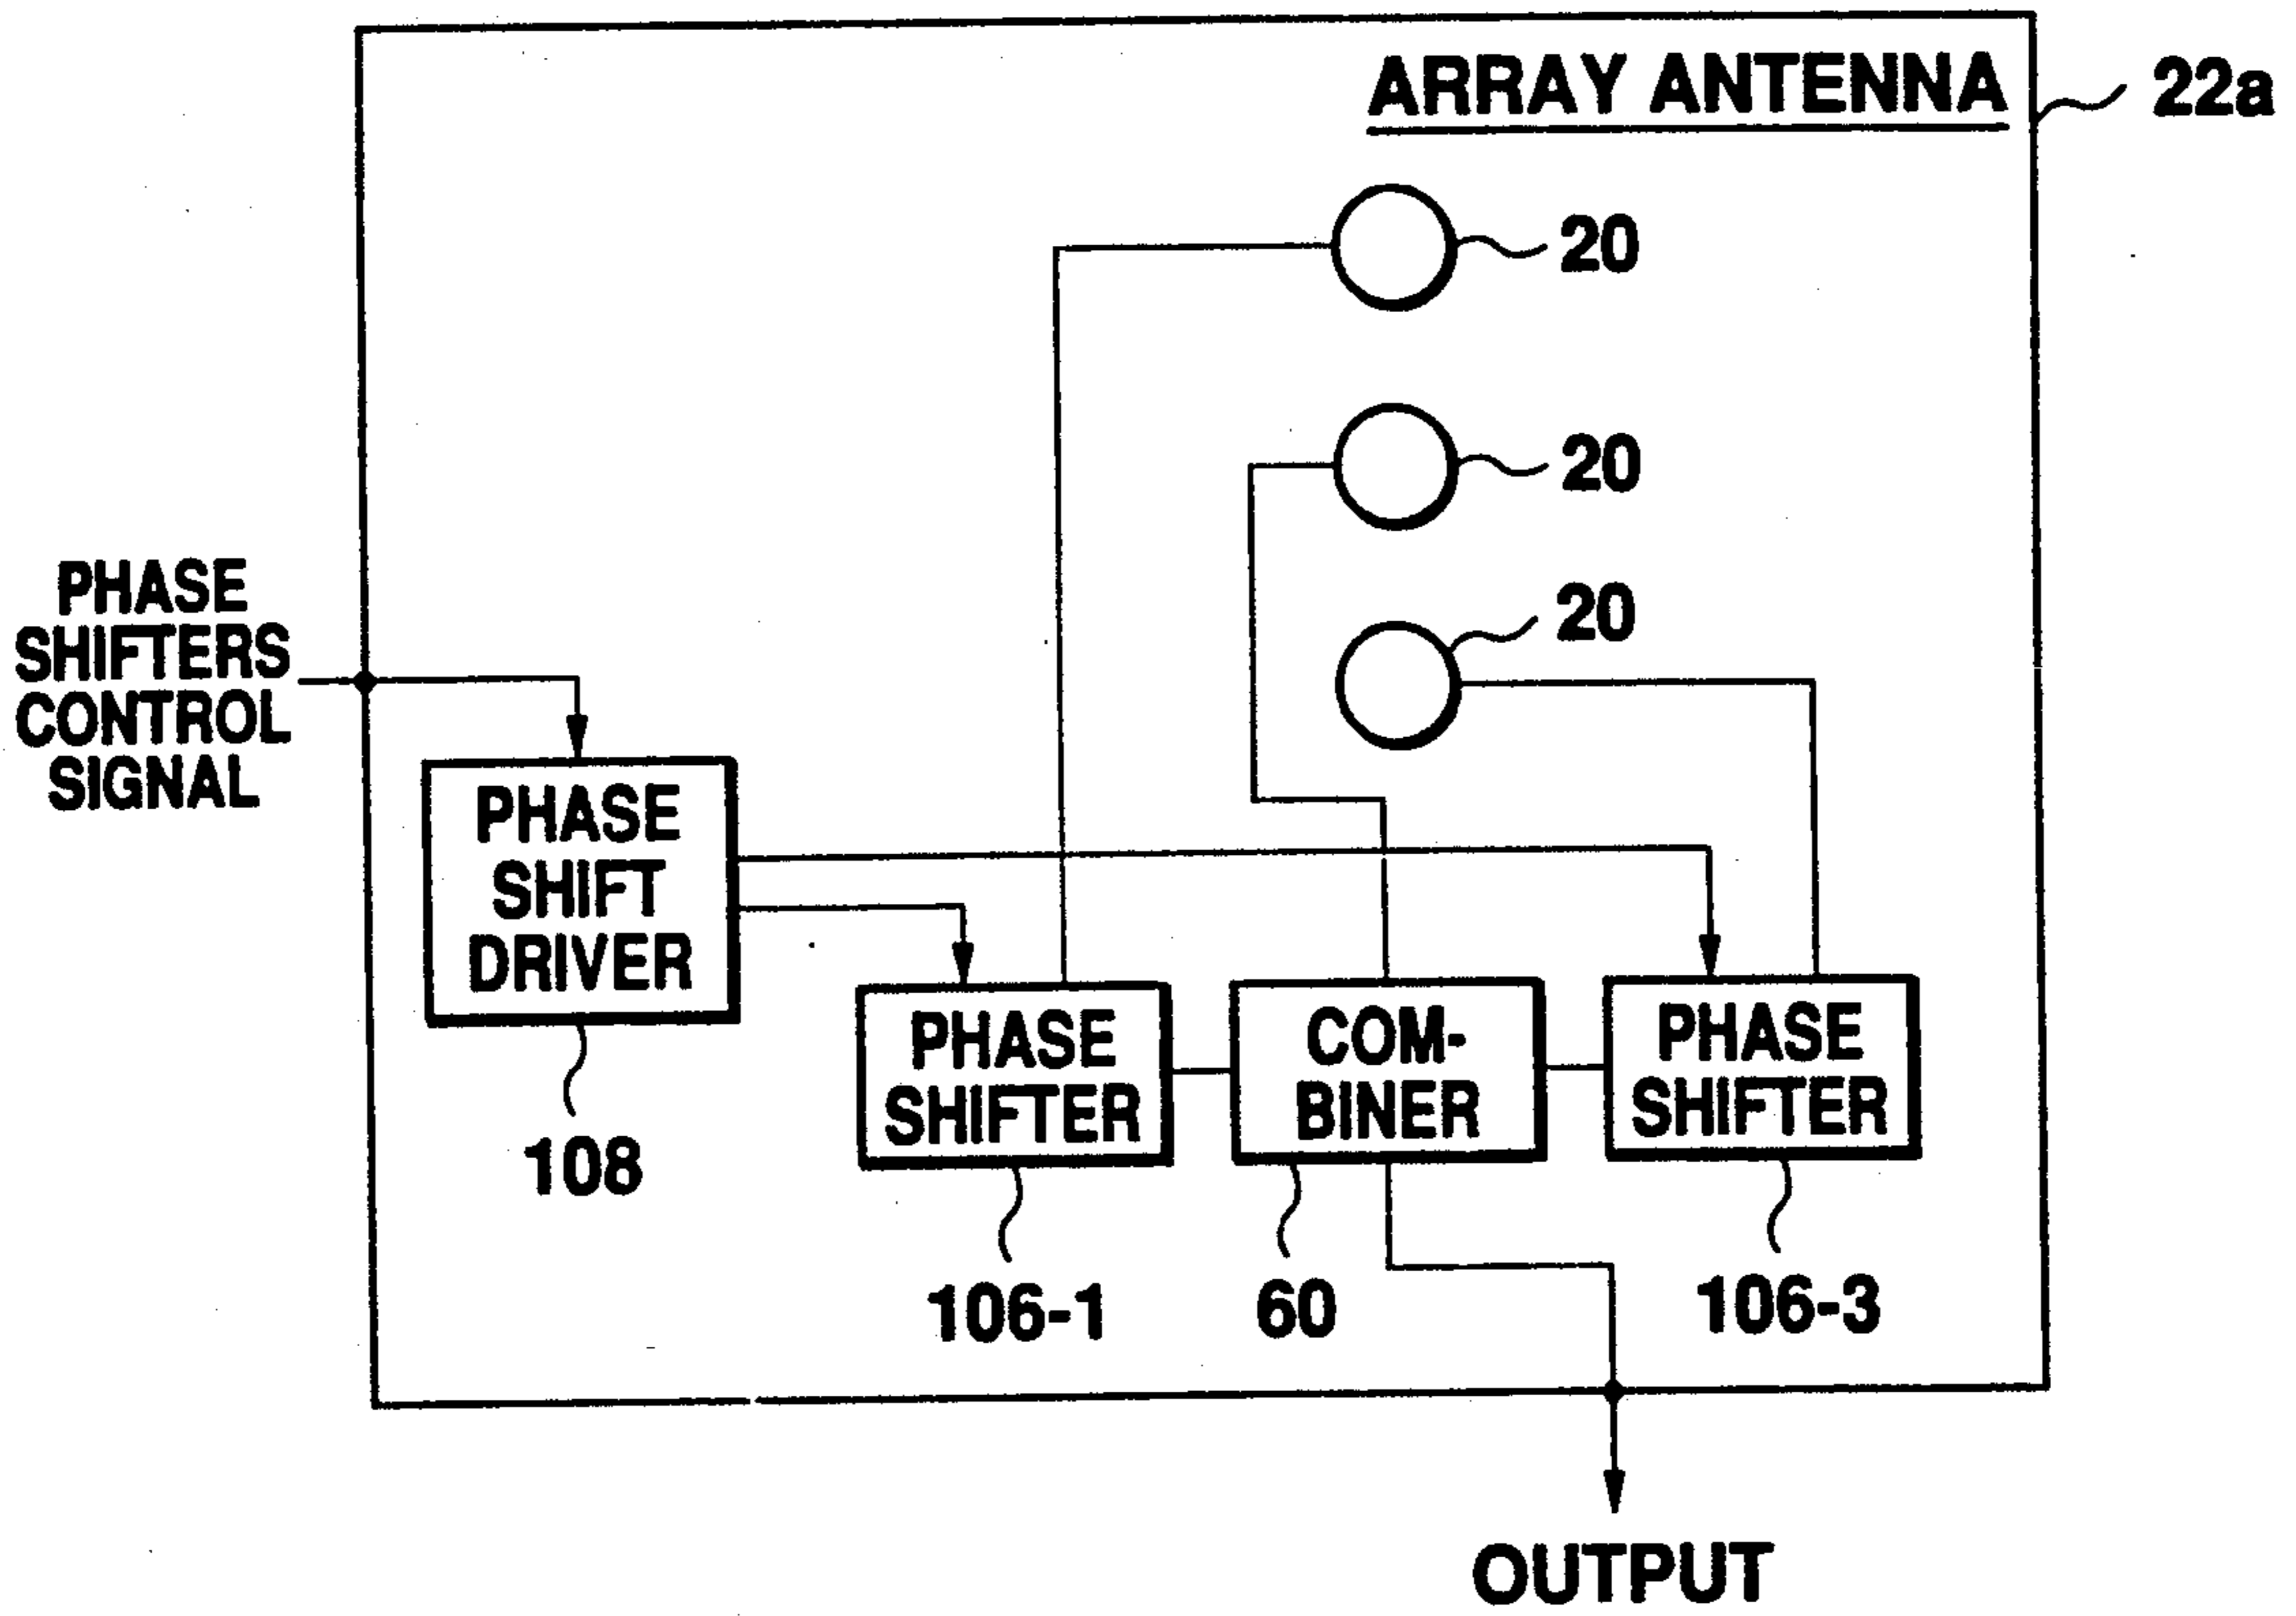 ARRAY ANTENNA
22a
20
20
20
PHASE
SHIFTERS
CONTROL
SIGNAL
PHASE
SHIFT
DRIVER
108
PHASE
SHIFTER
106-1
COM-
BINER
60
PHASE
SHIFTER
106-3
OUTPUT